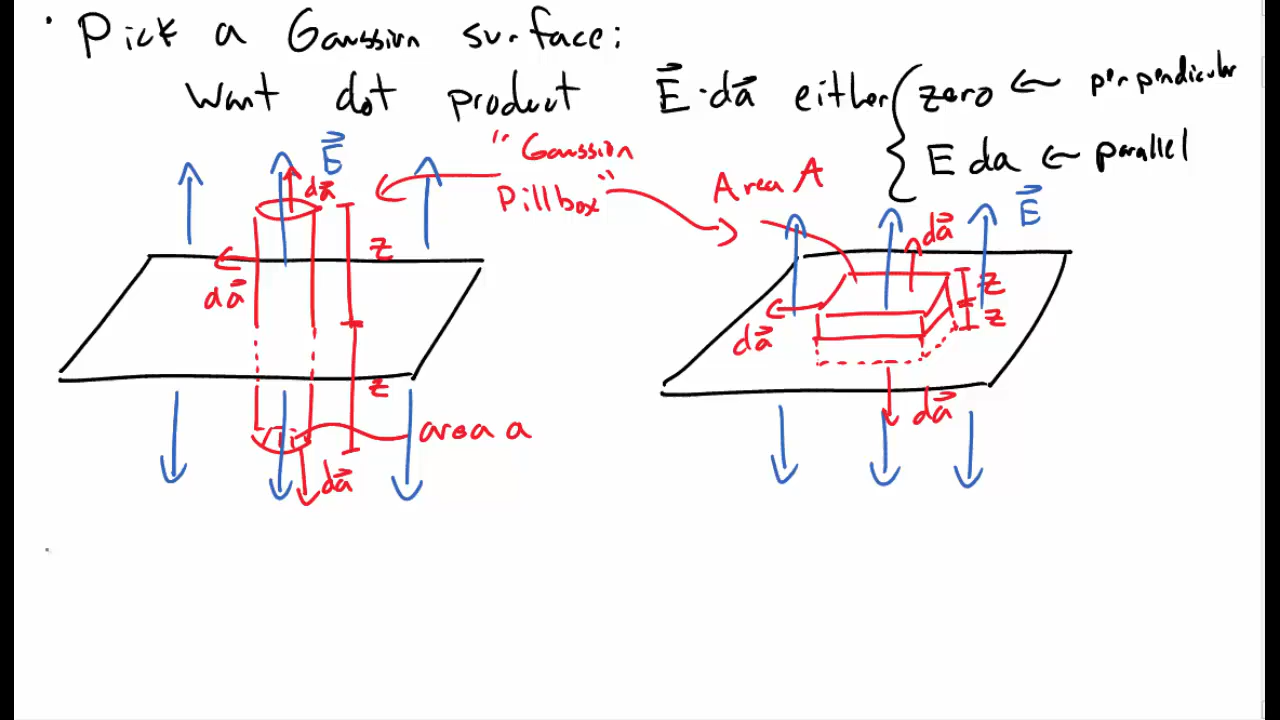 • Pick a Gaussian surface:
Want dot product E⃗·da⃗ either { zero ← perpendicular
E da ← parallel
"Gaussian
Pillbox"
E⃗
da⃗
z
da⃗
z
area a
da⃗
Area A
E⃗
da⃗
z
z
da⃗
da⃗